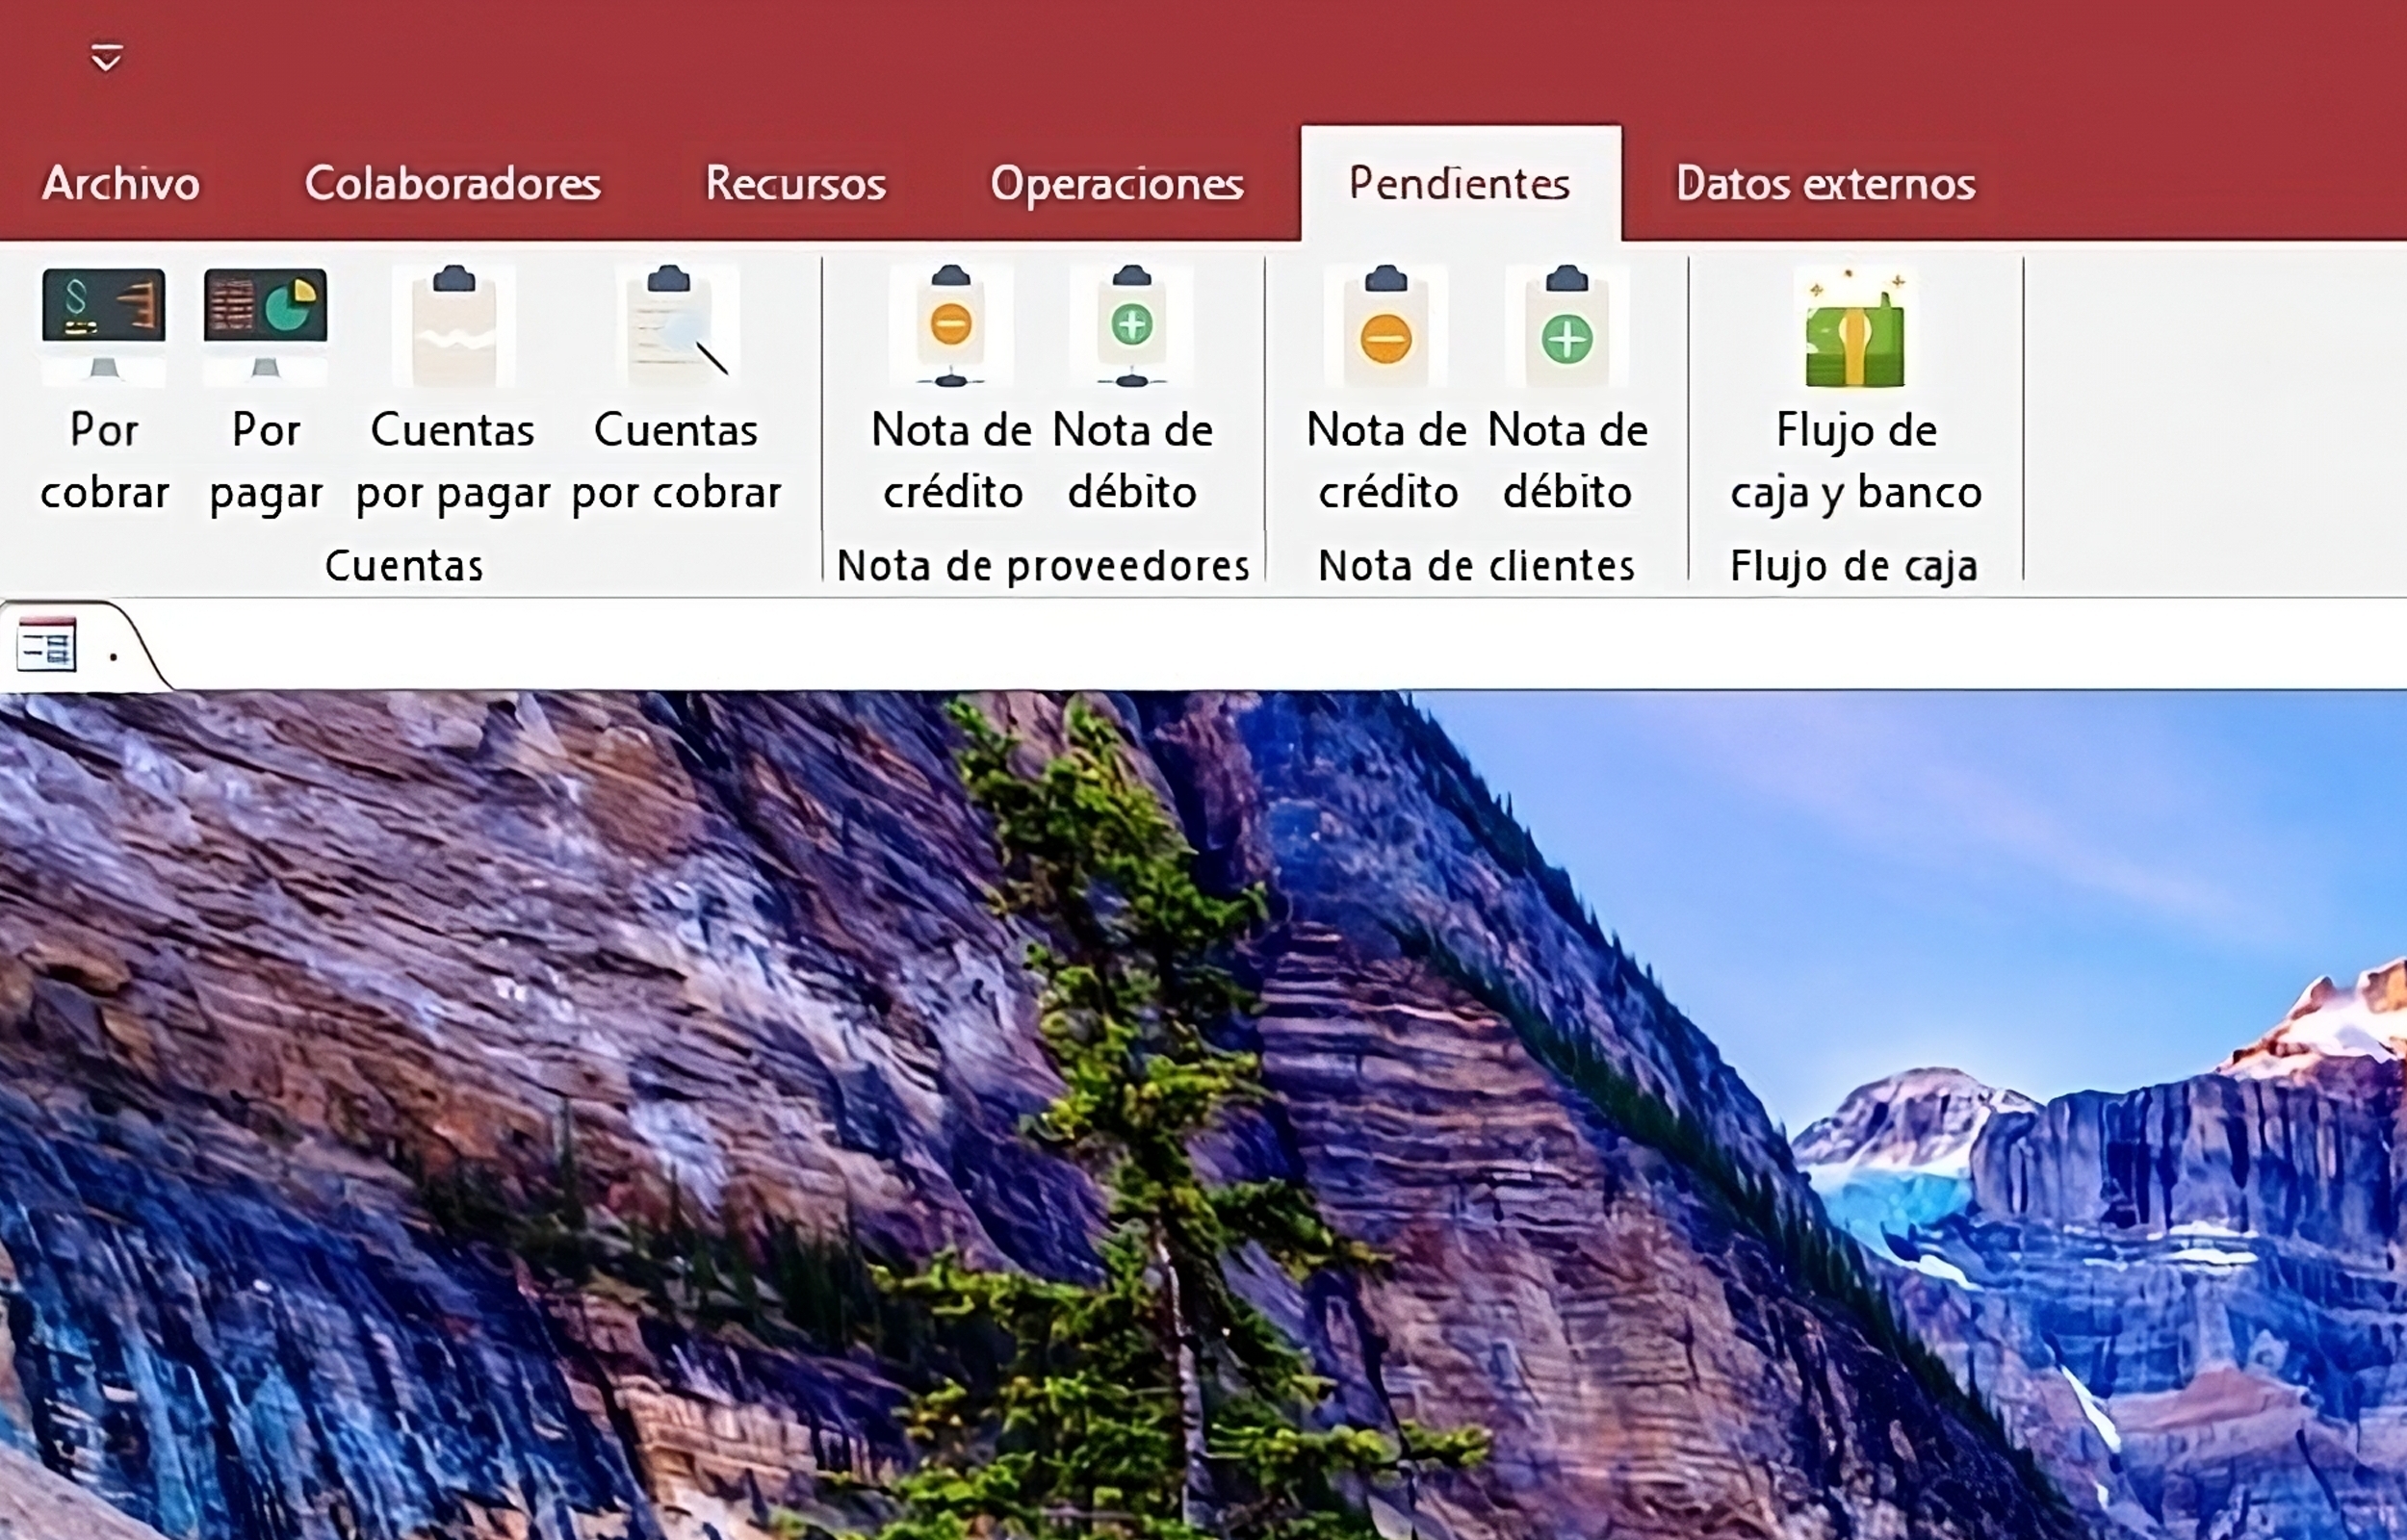 Archivo Colaboradores Recursos Operaciones Pendientes Datos externos
Por Por Cuentas Cuentas Nota de Nota de Nota de Nota de Flujo de
cobrar pagar por pagar por cobrar crédito débito crédito débito caja y banco
Cuentas Nota de proveedores Nota de clientes Flujo de caja